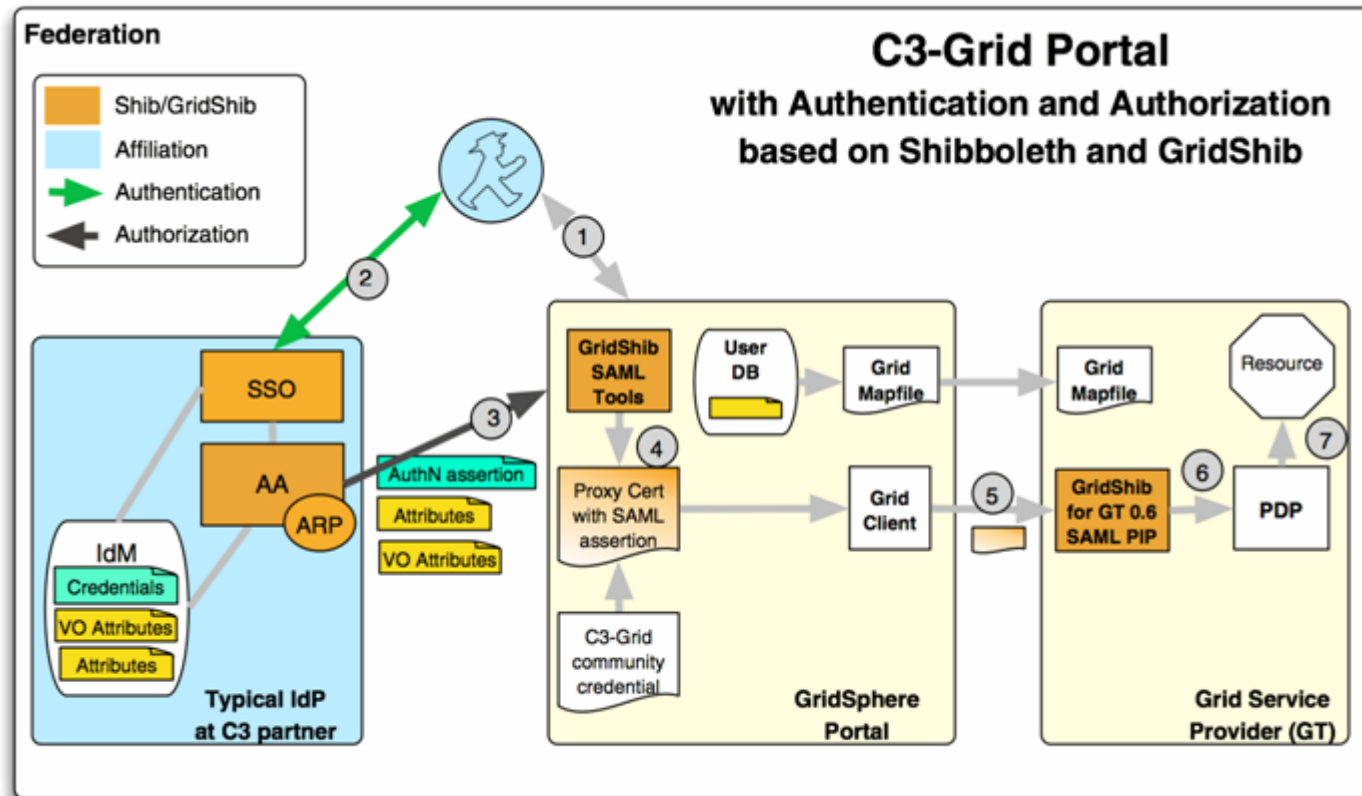 Federation
C3-Grid Portal
with Authentication and Authorization
based on Shibboleth and GridShib
Shib/GridShib
Affiliation
Authentication
Authorization
1
2
SSO
AA
ARP
IdM
Credentials
VO Attributes
Attributes
Typical IdP
at C3 partner
3
AuthN assertion
Attributes
VO Attributes
GridShib
SAML
Tools
User
DB
Grid
Mapfile
4
Proxy Cert
with SAML
assertion
Grid
Client
C3-Grid
community
credential
GridSphere
Portal
5
Grid
Mapfile
Resource
GridShib
for GT 0.6
SAML PIP
6
7
PDP
Grid Service
Provider (GT)